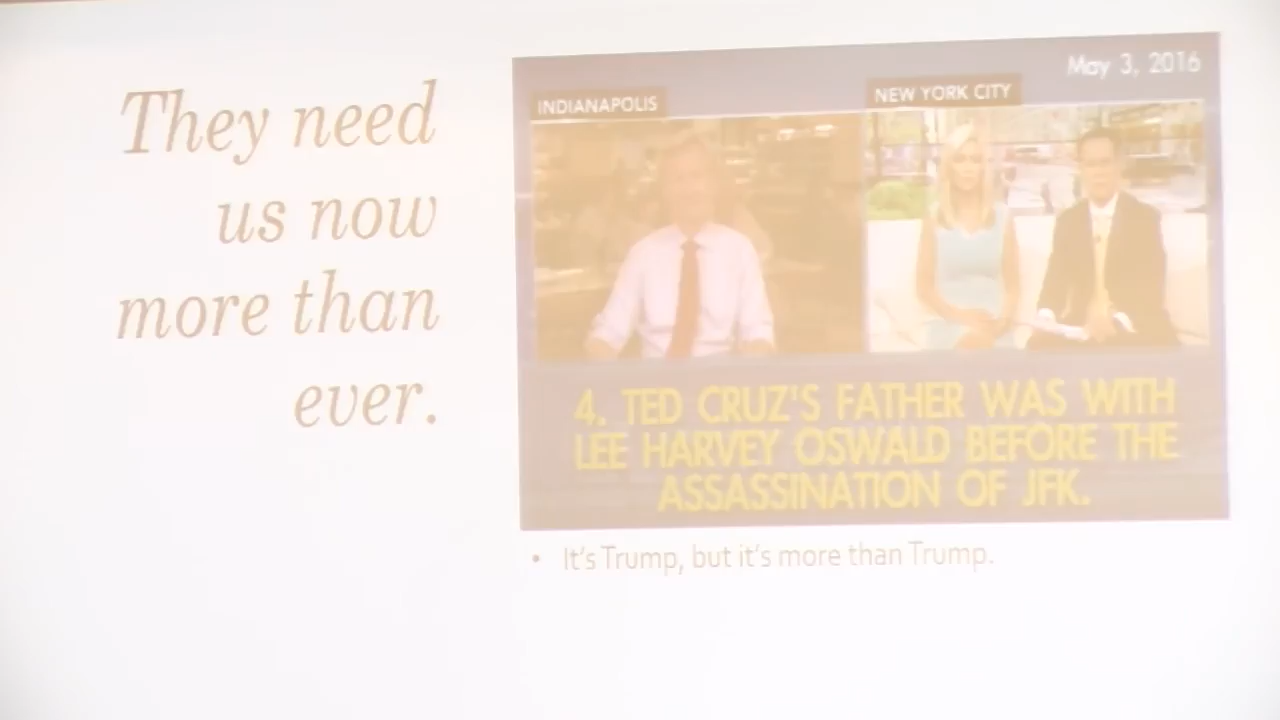 They need
us now
more than
ever.
May 3, 2016
INDIANAPOLIS
NEW YORK CITY
4. TED CRUZ'S FATHER WAS WITH
LEE HARVEY OSWALD BEFORE THE
ASSASSINATION OF JFK.
• It's Trump, but it's more than Trump.